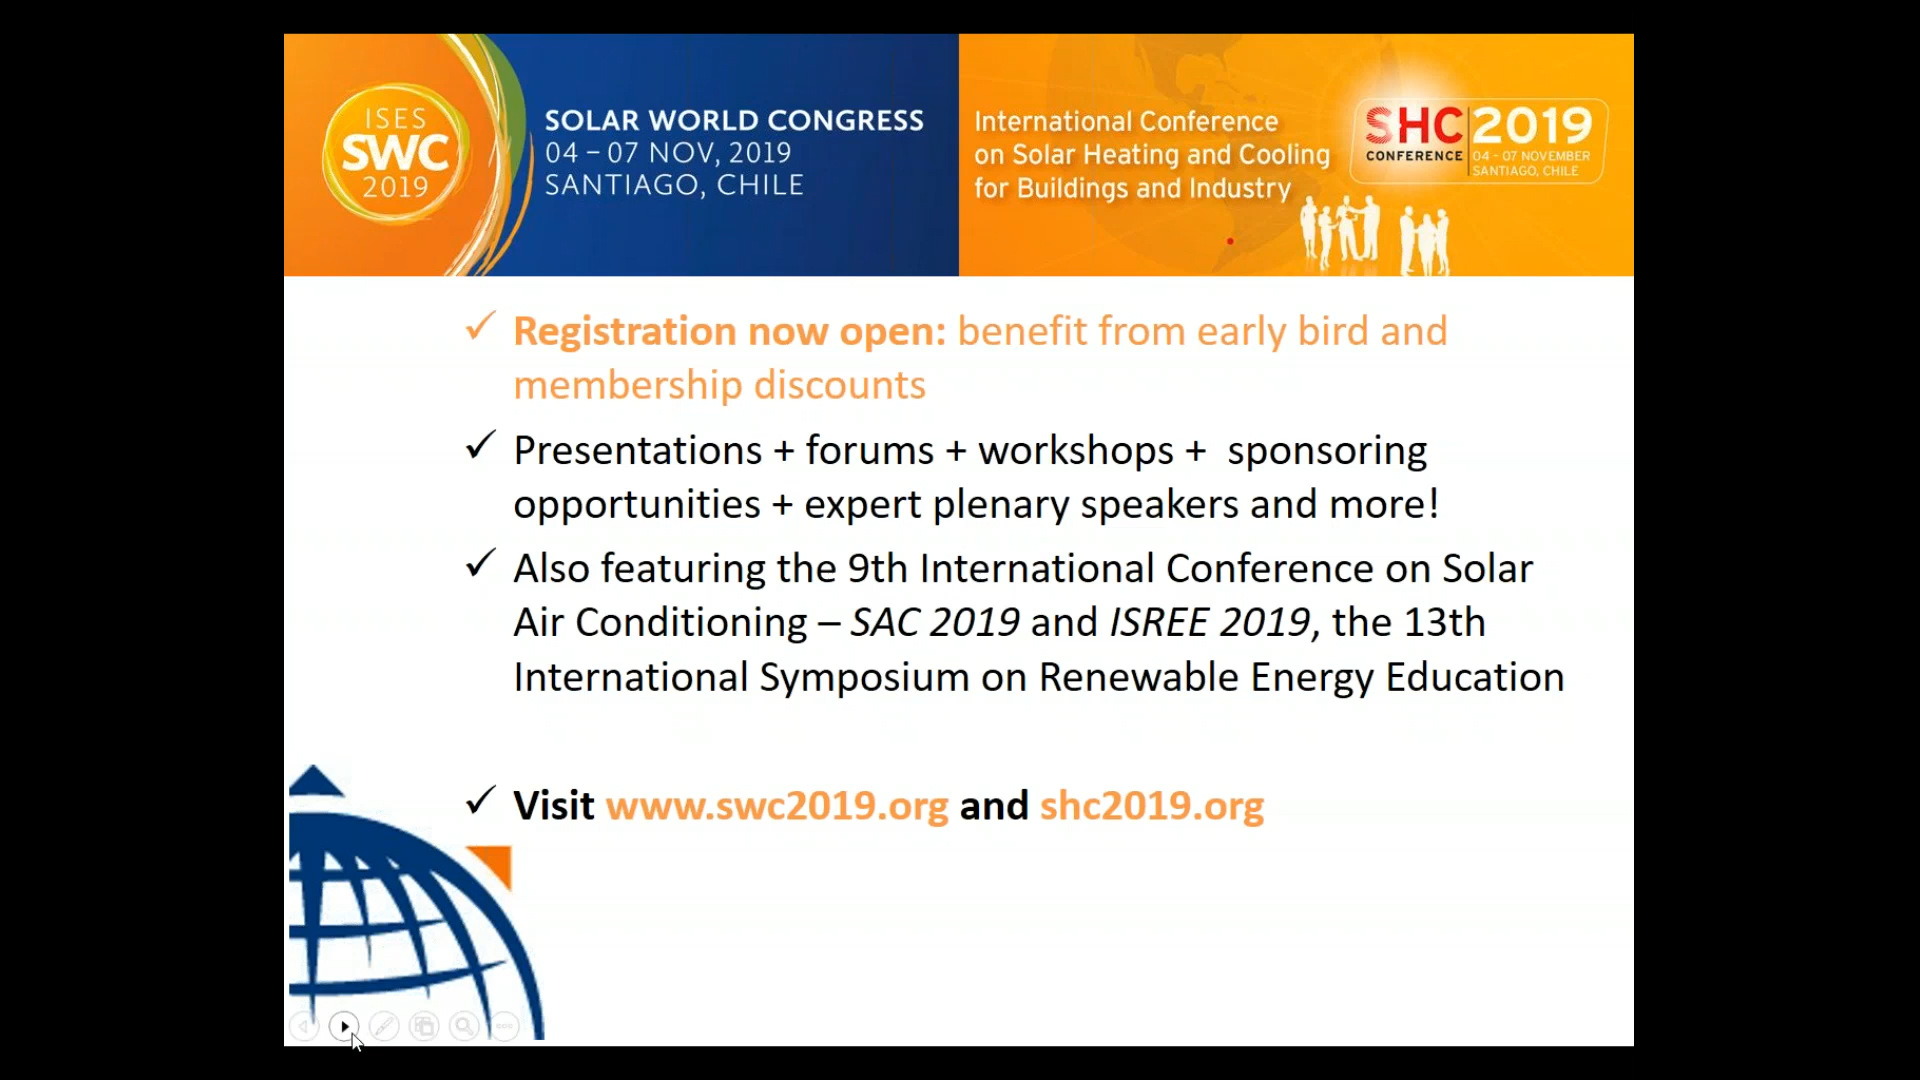 ISES
SWC
2019
SOLAR WORLD CONGRESS
04 – 07 NOV, 2019
SANTIAGO, CHILE
International Conference
on Solar Heating and Cooling
for Buildings and Industry
SHC 2019
CONFERENCE 04 - 07 NOVEMBER
SANTIAGO, CHILE
✓ Registration now open: benefit from early bird and
membership discounts
✓ Presentations + forums + workshops + sponsoring
opportunities + expert plenary speakers and more!
✓ Also featuring the 9th International Conference on Solar
Air Conditioning – SAC 2019 and ISREE 2019, the 13th
International Symposium on Renewable Energy Education
✓ Visit www.swc2019.org and shc2019.org